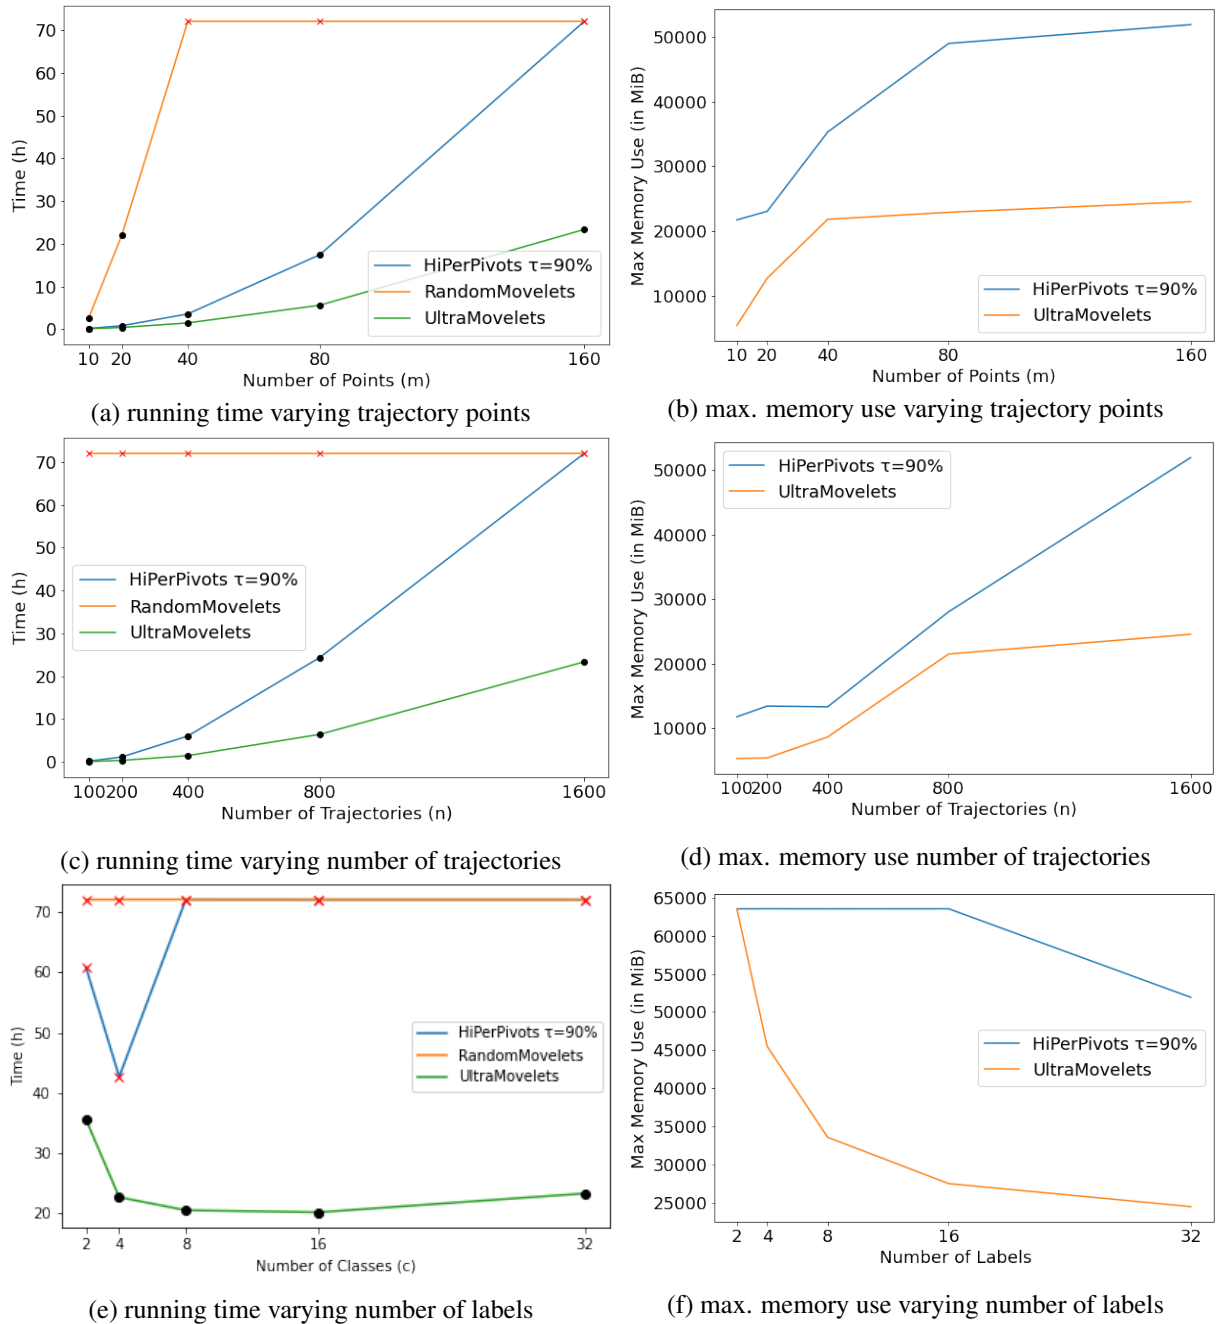 70
60
50
40
30
20
10
0
Time (h)
HiPerPivots τ=90%
RandomMovelets
UltraMovelets
10 20 40 80 160
Number of Points (m)
(a) running time varying trajectory points
50000
40000
30000
20000
10000
Max Memory Use (in MiB)
HiPerPivots τ=90%
UltraMovelets
10 20 40 80 160
Number of Points (m)
(b) max. memory use varying trajectory points
70
60
50
40
30
20
10
0
Time (h)
HiPerPivots τ=90%
RandomMovelets
UltraMovelets
100 200 400 800 1600
Number of Trajectories (n)
(c) running time varying number of trajectories
50000
40000
30000
20000
10000
Max Memory Use (in MiB)
HiPerPivots τ=90%
UltraMovelets
100 200 400 800 1600
Number of Trajectories (n)
(d) max. memory use number of trajectories
70
60
50
40
30
20
Time (h)
HiPerPivots τ=90%
RandomMovelets
UltraMovelets
2 4 8 16 32
Number of Classes (c)
(e) running time varying number of labels
65000
60000
55000
50000
45000
40000
35000
30000
25000
Max Memory Use (in MiB)
HiPerPivots τ=90%
UltraMovelets
2 4 8 16 32
Number of Labels
(f) max. memory use varying number of labels